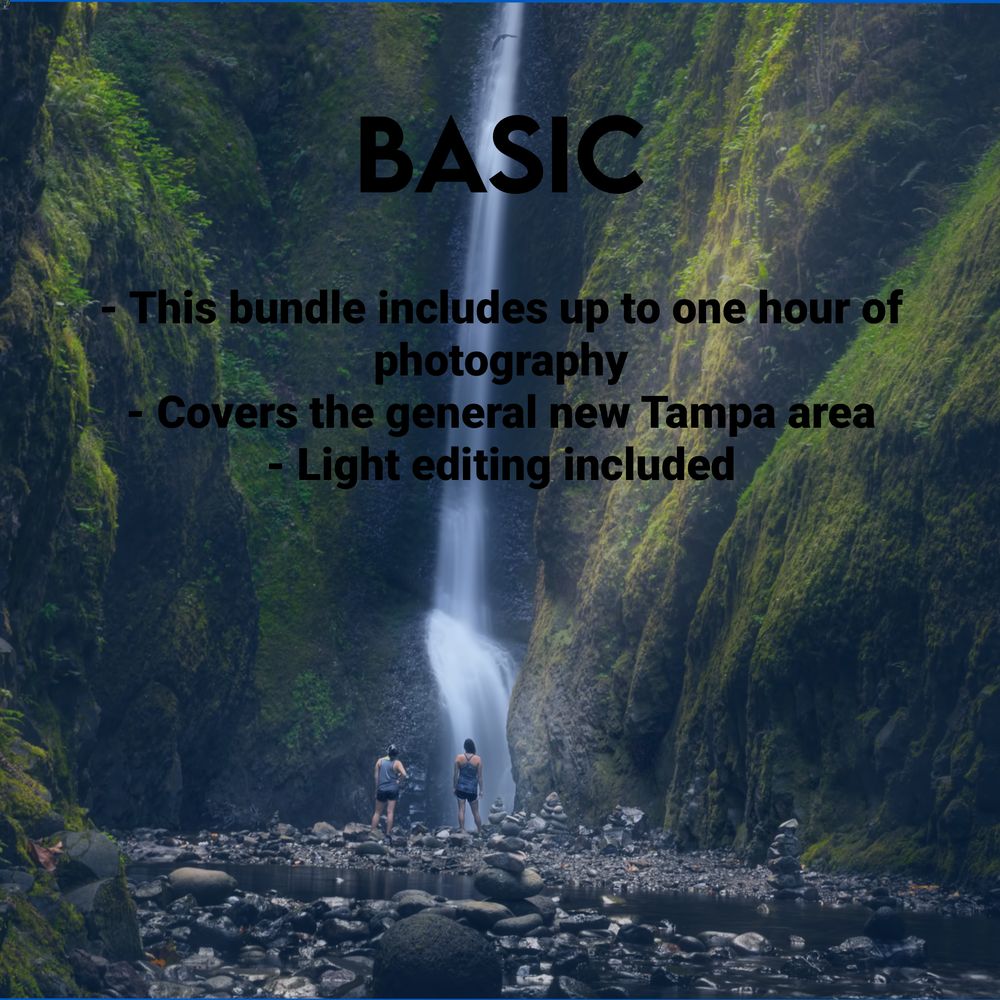 BASIC
- This bundle includes up to one hour of
photography
- Covers the general new Tampa area
- Light editing included